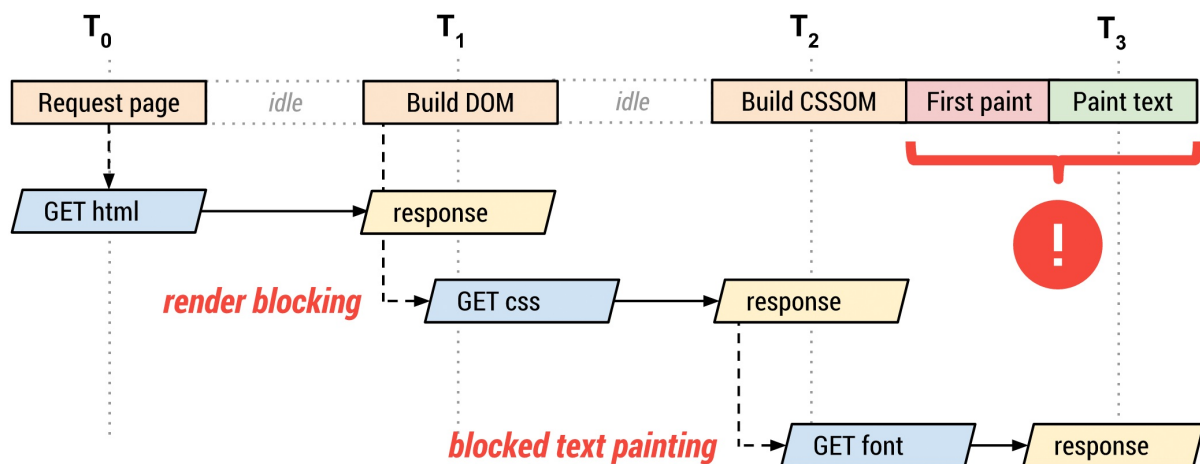 T0 T1 T2 T3
Request page idle Build DOM idle Build CSSOM First paint Paint text
GET html response
!
render blocking GET css response
blocked text painting GET font response